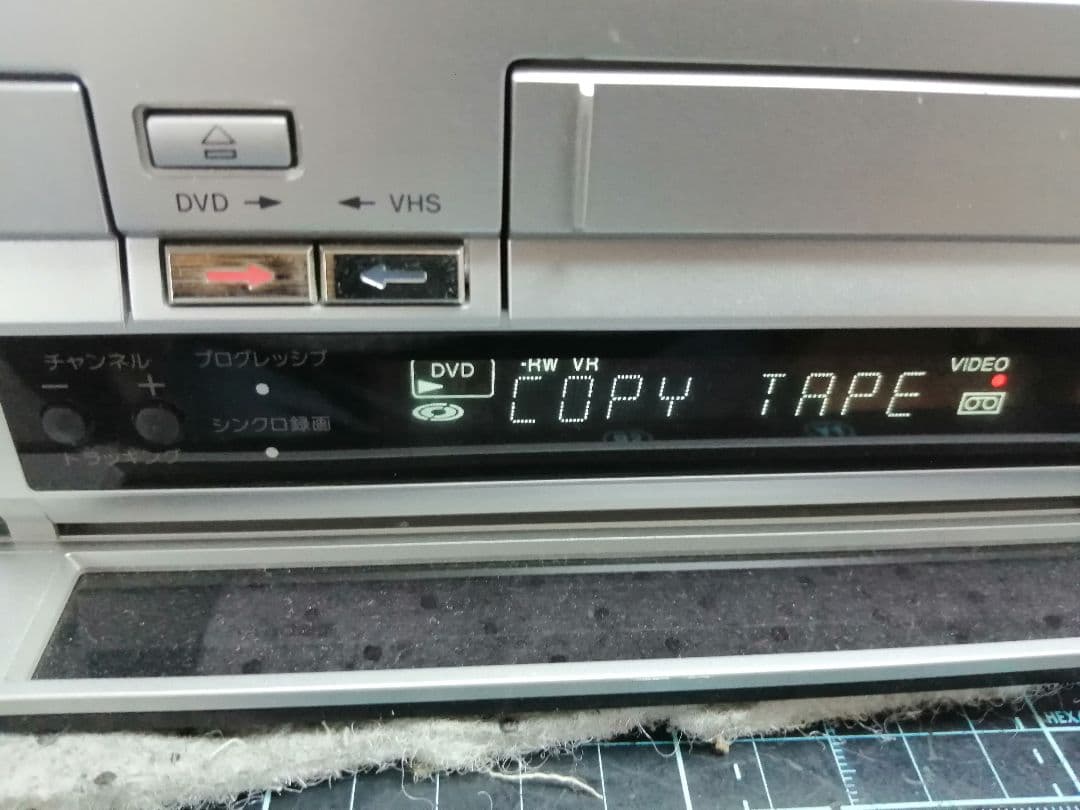 DVD → ← VHS
チャンネル
− +
プログレッシブ
シンクロ録画
トラッキング
DVD
-RW VR
COPY TAPE
VIDEO
HEX